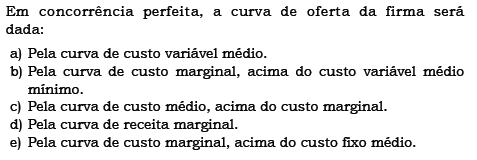 Em concorrência perfeita, a curva de oferta da firma será
dada:
a) Pela curva de custo variável médio.
b) Pela curva de custo marginal, acima do custo variável médio
mínimo.
c) Pela curva de custo médio, acima do custo marginal.
d) Pela curva de receita marginal.
e) Pela curva de custo marginal, acima do custo fixo médio.